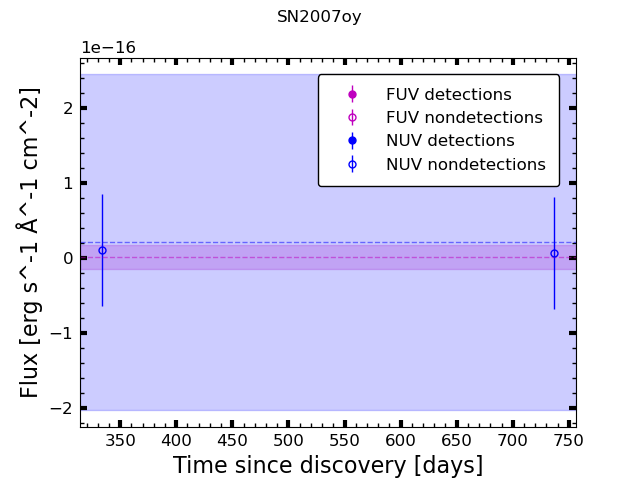 SN2007oy
1e−16
FUV detections
FUV nondetections
NUV detections
NUV nondetections
2
1
0
−1
−2
Flux [erg s^-1 Å^-1 cm^-2]
350 400 450 500 550 600 650 700 750
Time since discovery [days]